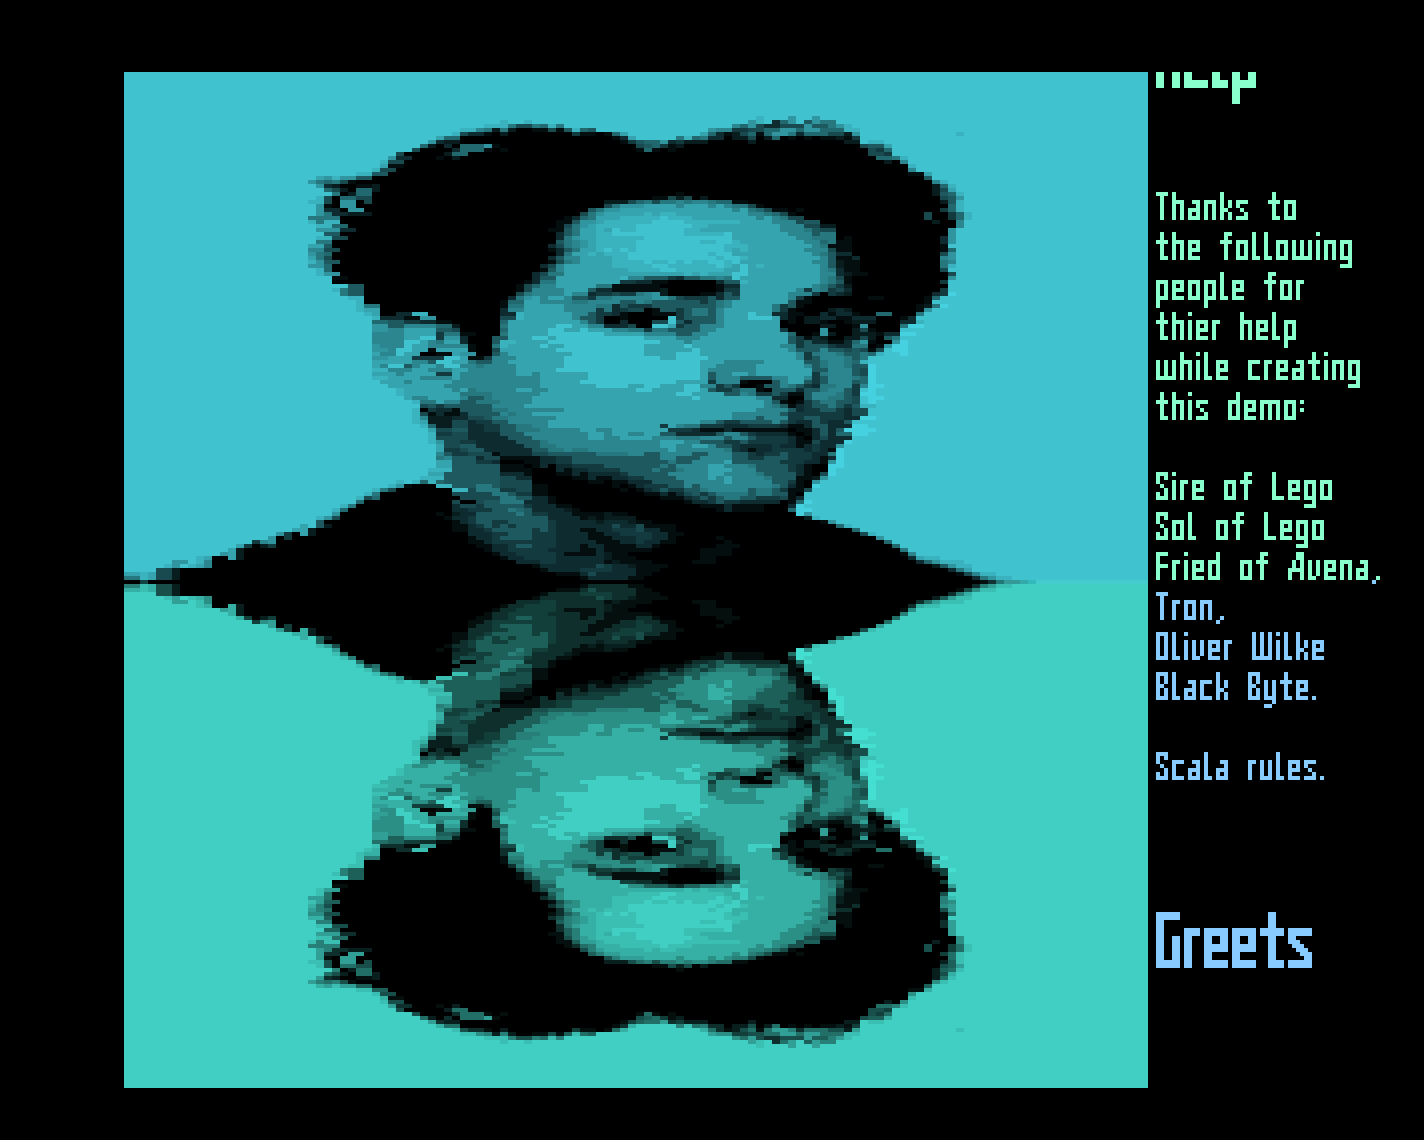 Help
Thanks to
the following
people for
thier help
while creating
this demo:
Sire of Lego
Sol of Lego
Fried of Avena,
Tron,
Oliver Wilke
Black Byte.
Scala rules.
Greets